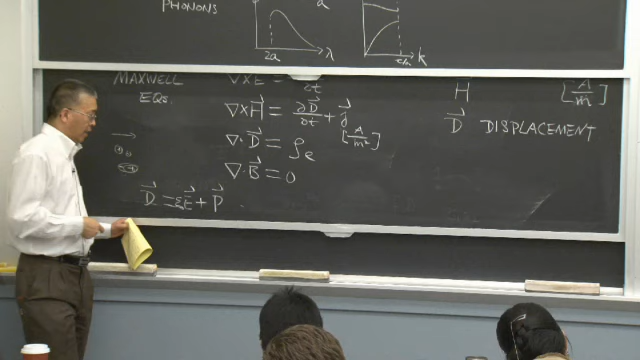 PHONONS
λ
2a
a
k
π/a
MAXWELL EQs.
∇×E = ∂t
∇×H = ∂D/∂t + J [A/m²]
∇·D = ρe
∇·B = 0
D = εE + P
H [A/m]
D DISPLACEMENT